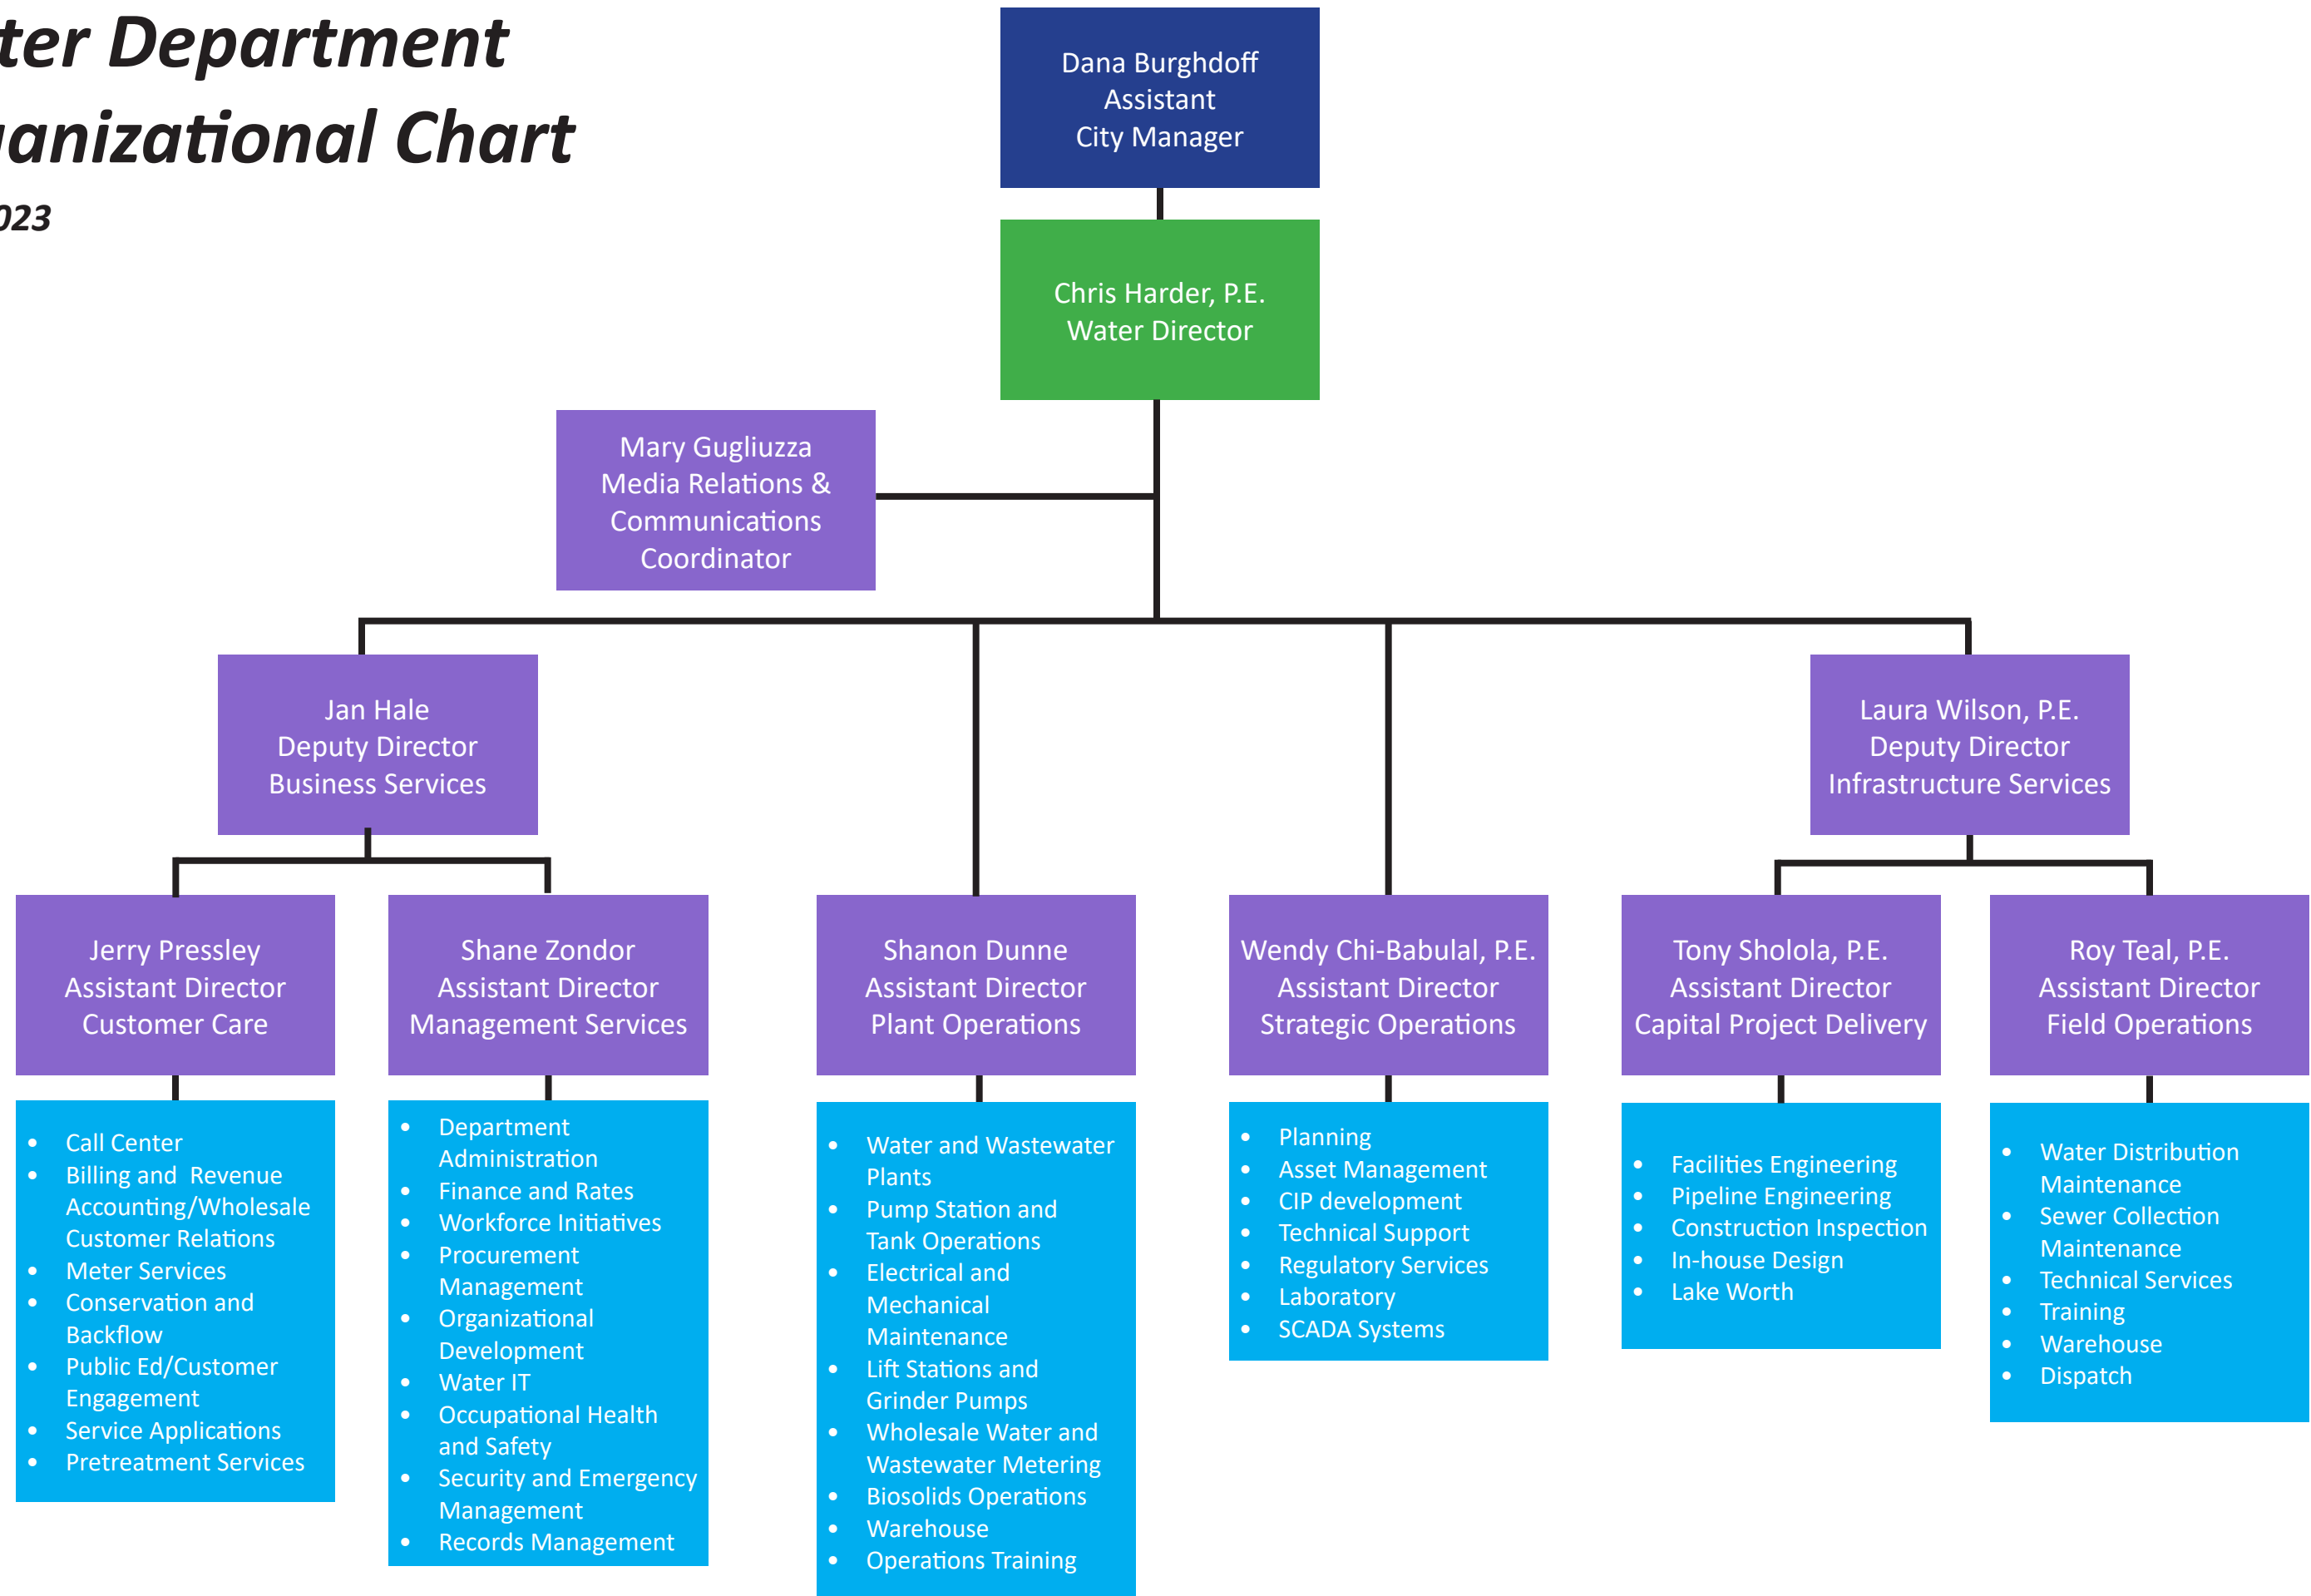 ter Department
ganizational Chart
023
Dana Burghdoff
Assistant
City Manager
Chris Harder, P.E.
Water Director
Mary Gugliuzza
Media Relations &
Communications
Coordinator
Jan Hale
Deputy Director
Business Services
Laura Wilson, P.E.
Deputy Director
Infrastructure Services
Jerry Pressley
Assistant Director
Customer Care
Shane Zondor
Assistant Director
Management Services
Shanon Dunne
Assistant Director
Plant Operations
Wendy Chi-Babulal, P.E.
Assistant Director
Strategic Operations
Tony Sholola, P.E.
Assistant Director
Capital Project Delivery
Roy Teal, P.E.
Assistant Director
Field Operations
• Call Center
• Billing and  Revenue
Accounting/Wholesale
Customer Relations
• Meter Services
• Conservation and
Backflow
• Public Ed/Customer
Engagement
• Service Applications
• Pretreatment Services
• Department
Administration
• Finance and Rates
• Workforce Initiatives
• Procurement
Management
• Organizational
Development
• Water IT
• Occupational Health
and Safety
• Security and Emergency
Management
• Records Management
• Water and Wastewater
Plants
• Pump Station and
Tank Operations
• Electrical and
Mechanical
Maintenance
• Lift Stations and
Grinder Pumps
• Wholesale Water and
Wastewater Metering
• Biosolids Operations
• Warehouse
• Operations Training
• Planning
• Asset Management
• CIP development
• Technical Support
• Regulatory Services
• Laboratory
• SCADA Systems
• Facilities Engineering
• Pipeline Engineering
• Construction Inspection
• In-house Design
• Lake Worth
• Water Distribution
Maintenance
• Sewer Collection
Maintenance
• Technical Services
• Training
• Warehouse
• Dispatch